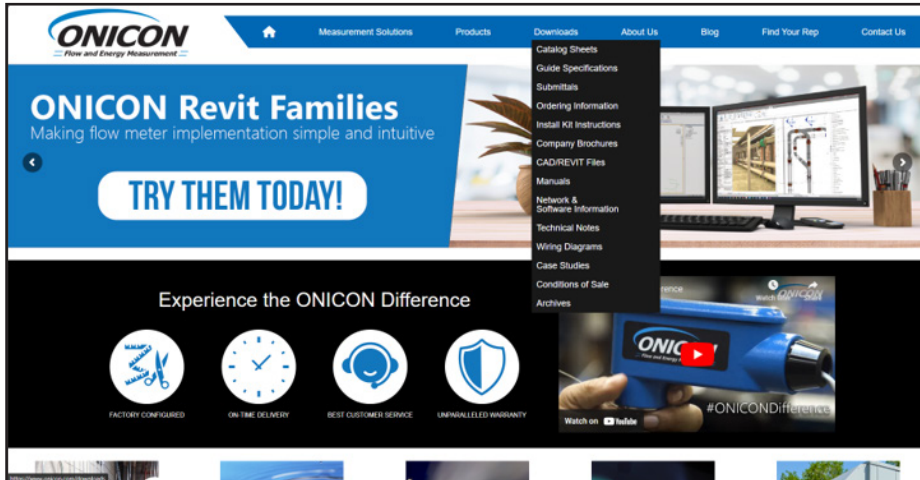 ONICON
Flow and Energy Measurement
Measurement Solutions
Products
Downloads
About Us
Blog
Find Your Rep
Contact Us
Catalog Sheets
Guide Specifications
Submittals
Ordering Information
Install Kit Instructions
Company Brochures
CAD/REVIT Files
Manuals
Network &
Software Information
Technical Notes
Wiring Diagrams
Case Studies
Conditions of Sale
Archives
ONICON Revit Families
Making flow meter implementation simple and intuitive
TRY THEM TODAY!
Experience the ONICON Difference
FACTORY CONFIGURED
ON-TIME DELIVERY
BEST CUSTOMER SERVICE
UNPARALLELED WARRANTY
ONICON
Watch on YouTube
#ONICONDifference